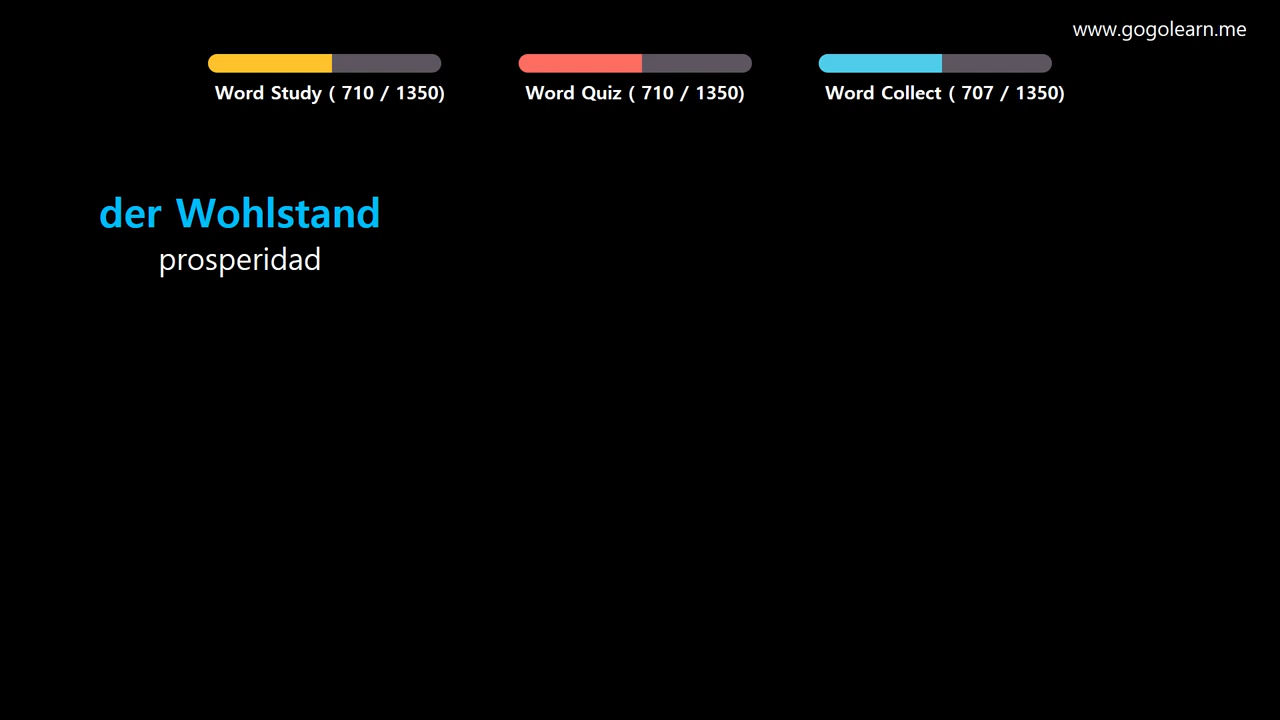 www.gogolearn.me
Word Study ( 710 / 1350)
Word Quiz ( 710 / 1350)
Word Collect ( 707 / 1350)
der Wohlstand
prosperidad